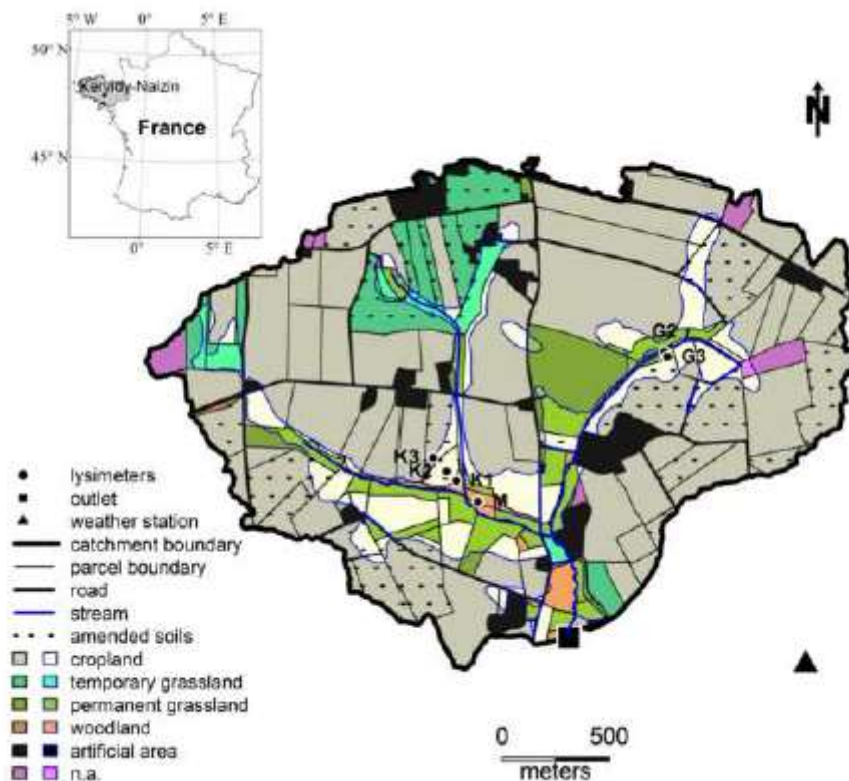 5° W 0° 5° E
50° N
Kervidy-Naizin
France
45° N
0° 5° E
N
G2
G3
K3
K2
K1
M
lysimeters
outlet
weather station
catchment boundary
parcel boundary
road
stream
amended soils
cropland
temporary grassland
permanent grassland
woodland
artificial area
n.a.
0 500
meters